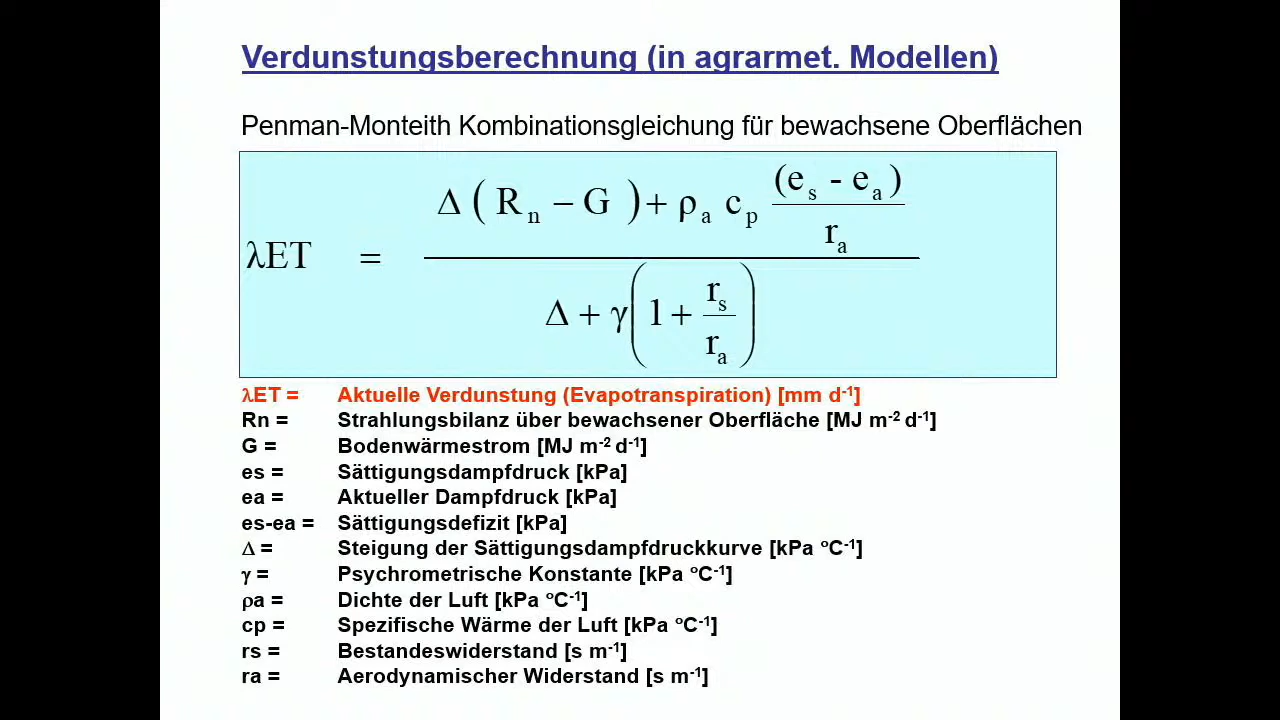 Verdunstungsberechnung (in agrarmet. Modellen)
Penman-Monteith Kombinationsgleichung für bewachsene Oberflächen
λET = (Δ ( Rn − G ) + ρa cp (es - ea) / ra) / (Δ + γ (1 + rs / ra))
λET = Aktuelle Verdunstung (Evapotranspiration) [mm d-1]
Rn = Strahlungsbilanz über bewachsener Oberfläche [MJ m-2 d-1]
G = Bodenwärmestrom [MJ m-2 d-1]
es = Sättigungsdampfdruck [kPa]
ea = Aktueller Dampfdruck [kPa]
es-ea = Sättigungsdefizit [kPa]
Δ = Steigung der Sättigungsdampfdruckkurve [kPa °C-1]
γ = Psychrometrische Konstante [kPa °C-1]
ρa = Dichte der Luft [kPa °C-1]
cp = Spezifische Wärme der Luft [kPa °C-1]
rs = Bestandeswiderstand [s m-1]
ra = Aerodynamischer Widerstand [s m-1]